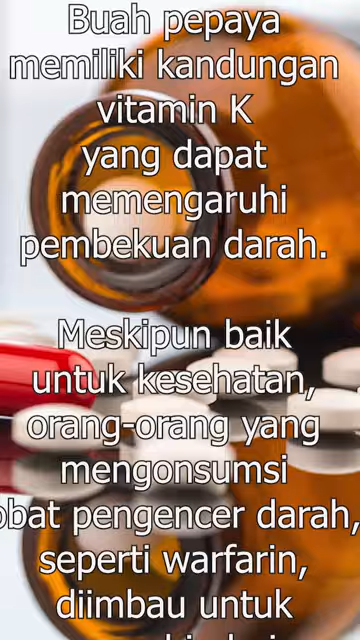 Buah pepaya
memiliki kandungan
vitamin K
yang dapat
memengaruhi
pembekuan darah.
Meskipun baik
untuk kesehatan,
orang-orang yang
mengonsumsi
obat pengencer darah,
seperti warfarin,
diimbau untuk